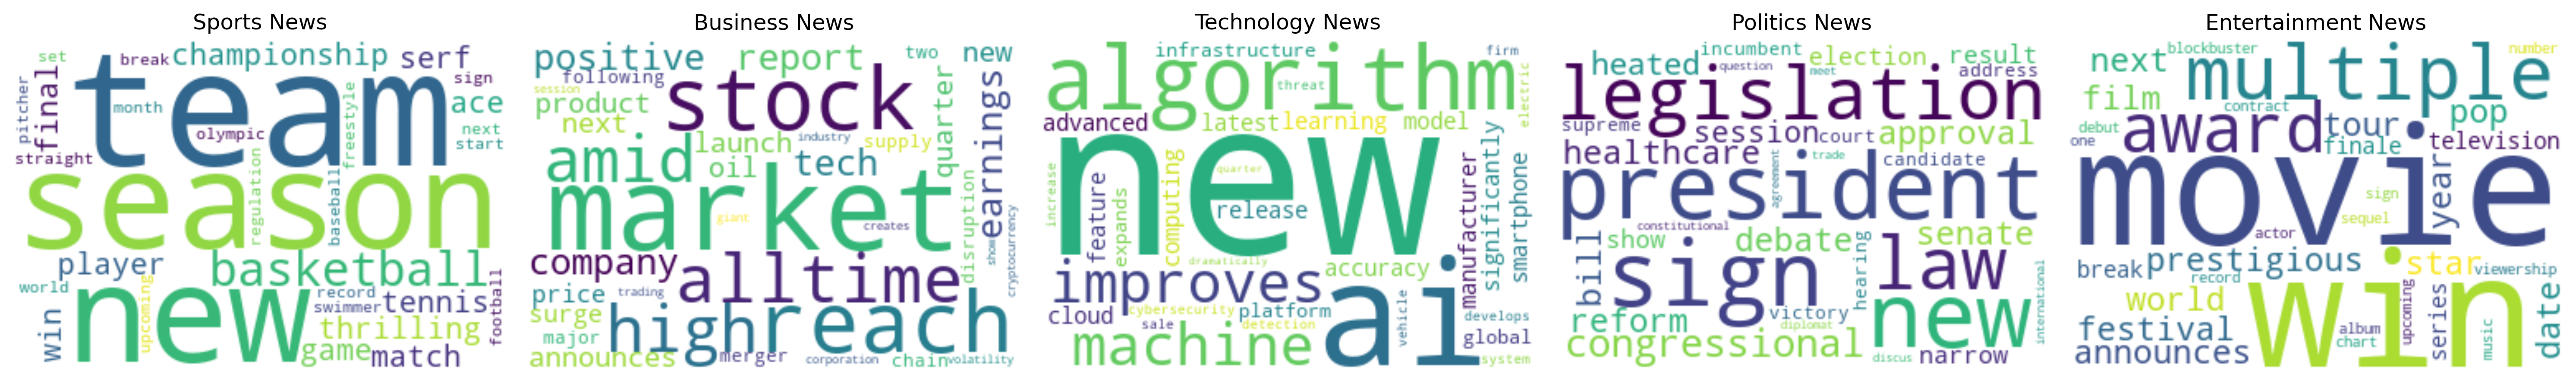 Sports News
set
break
championship
serf
sign
pitcher
final
team
month
ace
olympic
freestyle
next
start
straight
season
regulation
baseball
player
basketball
world
upcoming
new
record
tennis
swimmer
football
win
thrilling
game
match
Business News
positive
report
two
new
following
session
stock
product
next
quarter
earnings
launch
industry
supply
amid
oil
tech
market
giant
creates
disruption
show
cryptocurrency
company
alltime
price
trading
surge
high
reach
major
announces
merger
corporation
chain
volatility
Technology News
infrastructure
firm
algorithm
threat
electric
advanced
latest
learning
model
new
increase
feature
expands
computing
quarter
release
manufacturer
significantly
smartphone
dramatically
improves
accuracy
ai
cloud
cybersecurity
platform
vehicle
develops
sale
detection
global
machine
system
Politics News
incumbent
election
result
heated
question
meet
address
legislation
supreme
session
court
approval
healthcare
trade
candidate
president
agreement
constitutional
bill
show
debate
hearing
senate
sign
law
international
reform
victory
new
diplomat
congressional
discus
narrow
Entertainment News
next
blockbuster
number
multiple
film
contract
pop
debut
award
tour
one
finale
television
movie
sign
sequel
year
actor
break
prestigious
star
viewership
record
world
win
upcoming
series
date
festival
album
chart
music
announces